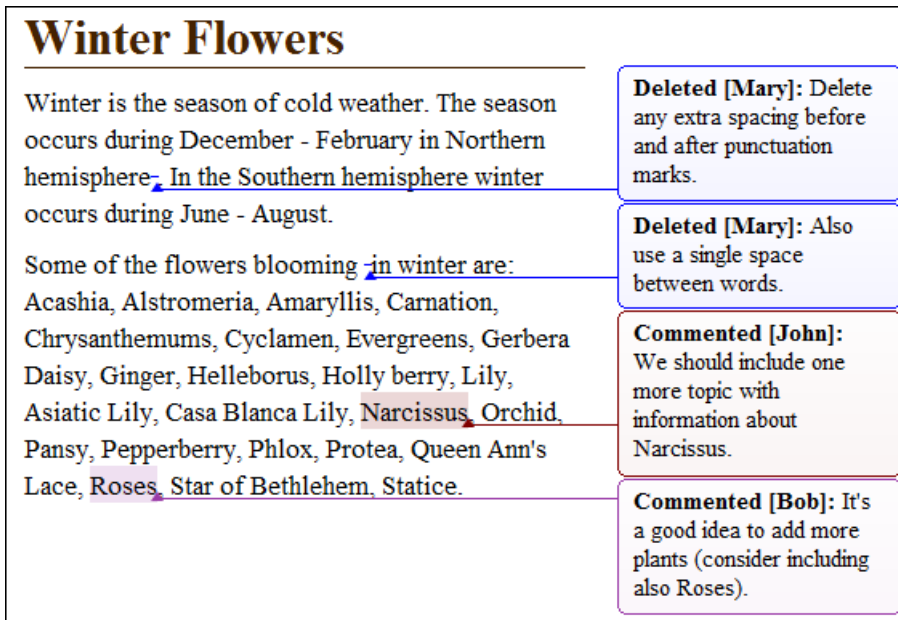 Winter Flowers
Winter is the season of cold weather. The season
occurs during December - February in Northern
hemisphere . In the Southern hemisphere winter
occurs during June - August.
Some of the flowers blooming  in winter are:
Acashia, Alstromeria, Amaryllis, Carnation,
Chrysanthemums, Cyclamen, Evergreens, Gerbera
Daisy, Ginger, Helleborus, Holly berry, Lily,
Asiatic Lily, Casa Blanca Lily, Narcissus, Orchid,
Pansy, Pepperberry, Phlox, Protea, Queen Ann's
Lace, Roses, Star of Bethlehem, Statice.
Deleted [Mary]: Delete
any extra spacing before
and after punctuation
marks.
Deleted [Mary]: Also
use a single space
between words.
Commented [John]:
We should include one
more topic with
information about
Narcissus.
Commented [Bob]: It's
a good idea to add more
plants (consider including
also Roses).